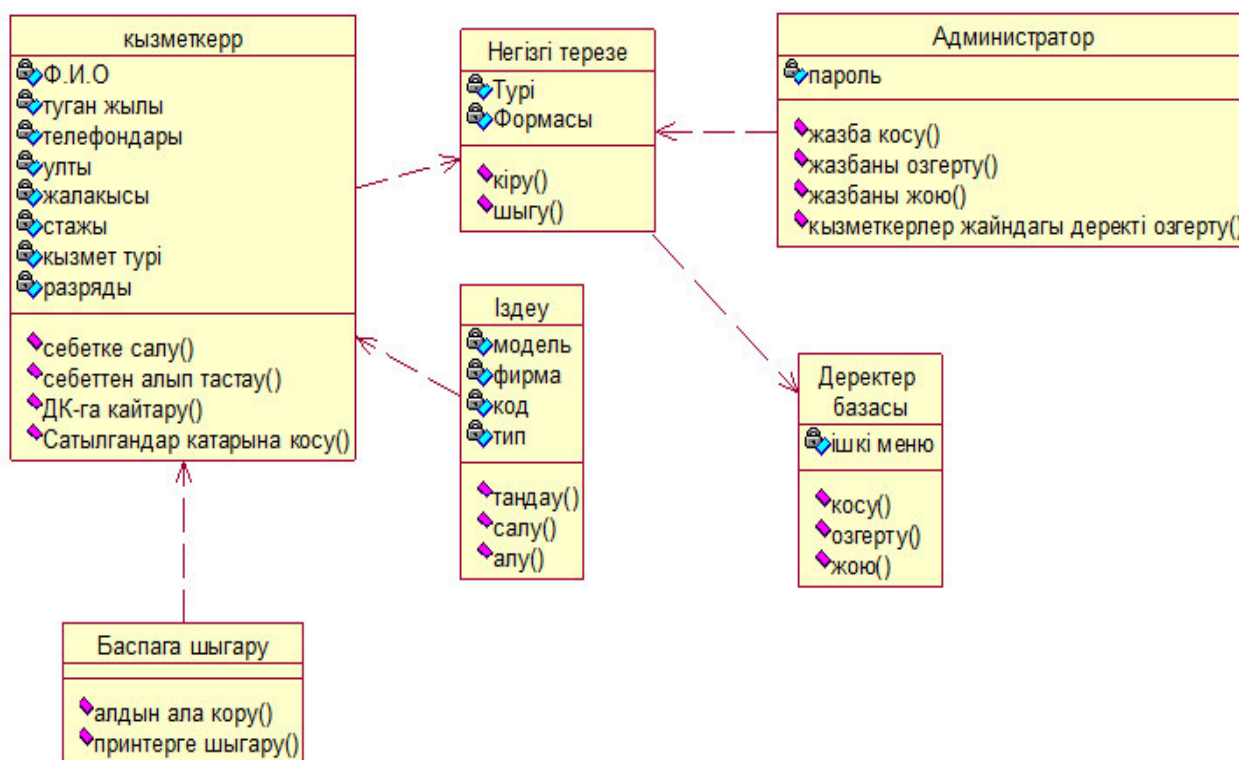 кызметкерр
Ф.И.О
туган жылы
телефондары
улты
жалакысы
стажы
кызмет турі
разряды
себетке салу()
себеттен алып тастау()
ДК-га кайтару()
Сатылгандар катарына косу()
Негізгі терезе
Турі
Формасы
кіру()
шыгу()
Администратор
пароль
жазба косу()
жазбаны озгерту()
жазбаны жою()
кызметкерлер жайндагы деректі озгерту()
Іздеу
модель
фирма
код
тип
тандау()
салу()
алу()
Деректер
базасы
ішкі меню
косу()
озгерту()
жою()
Баспага шыгару
алдын ала кору()
принтерге шыгару()